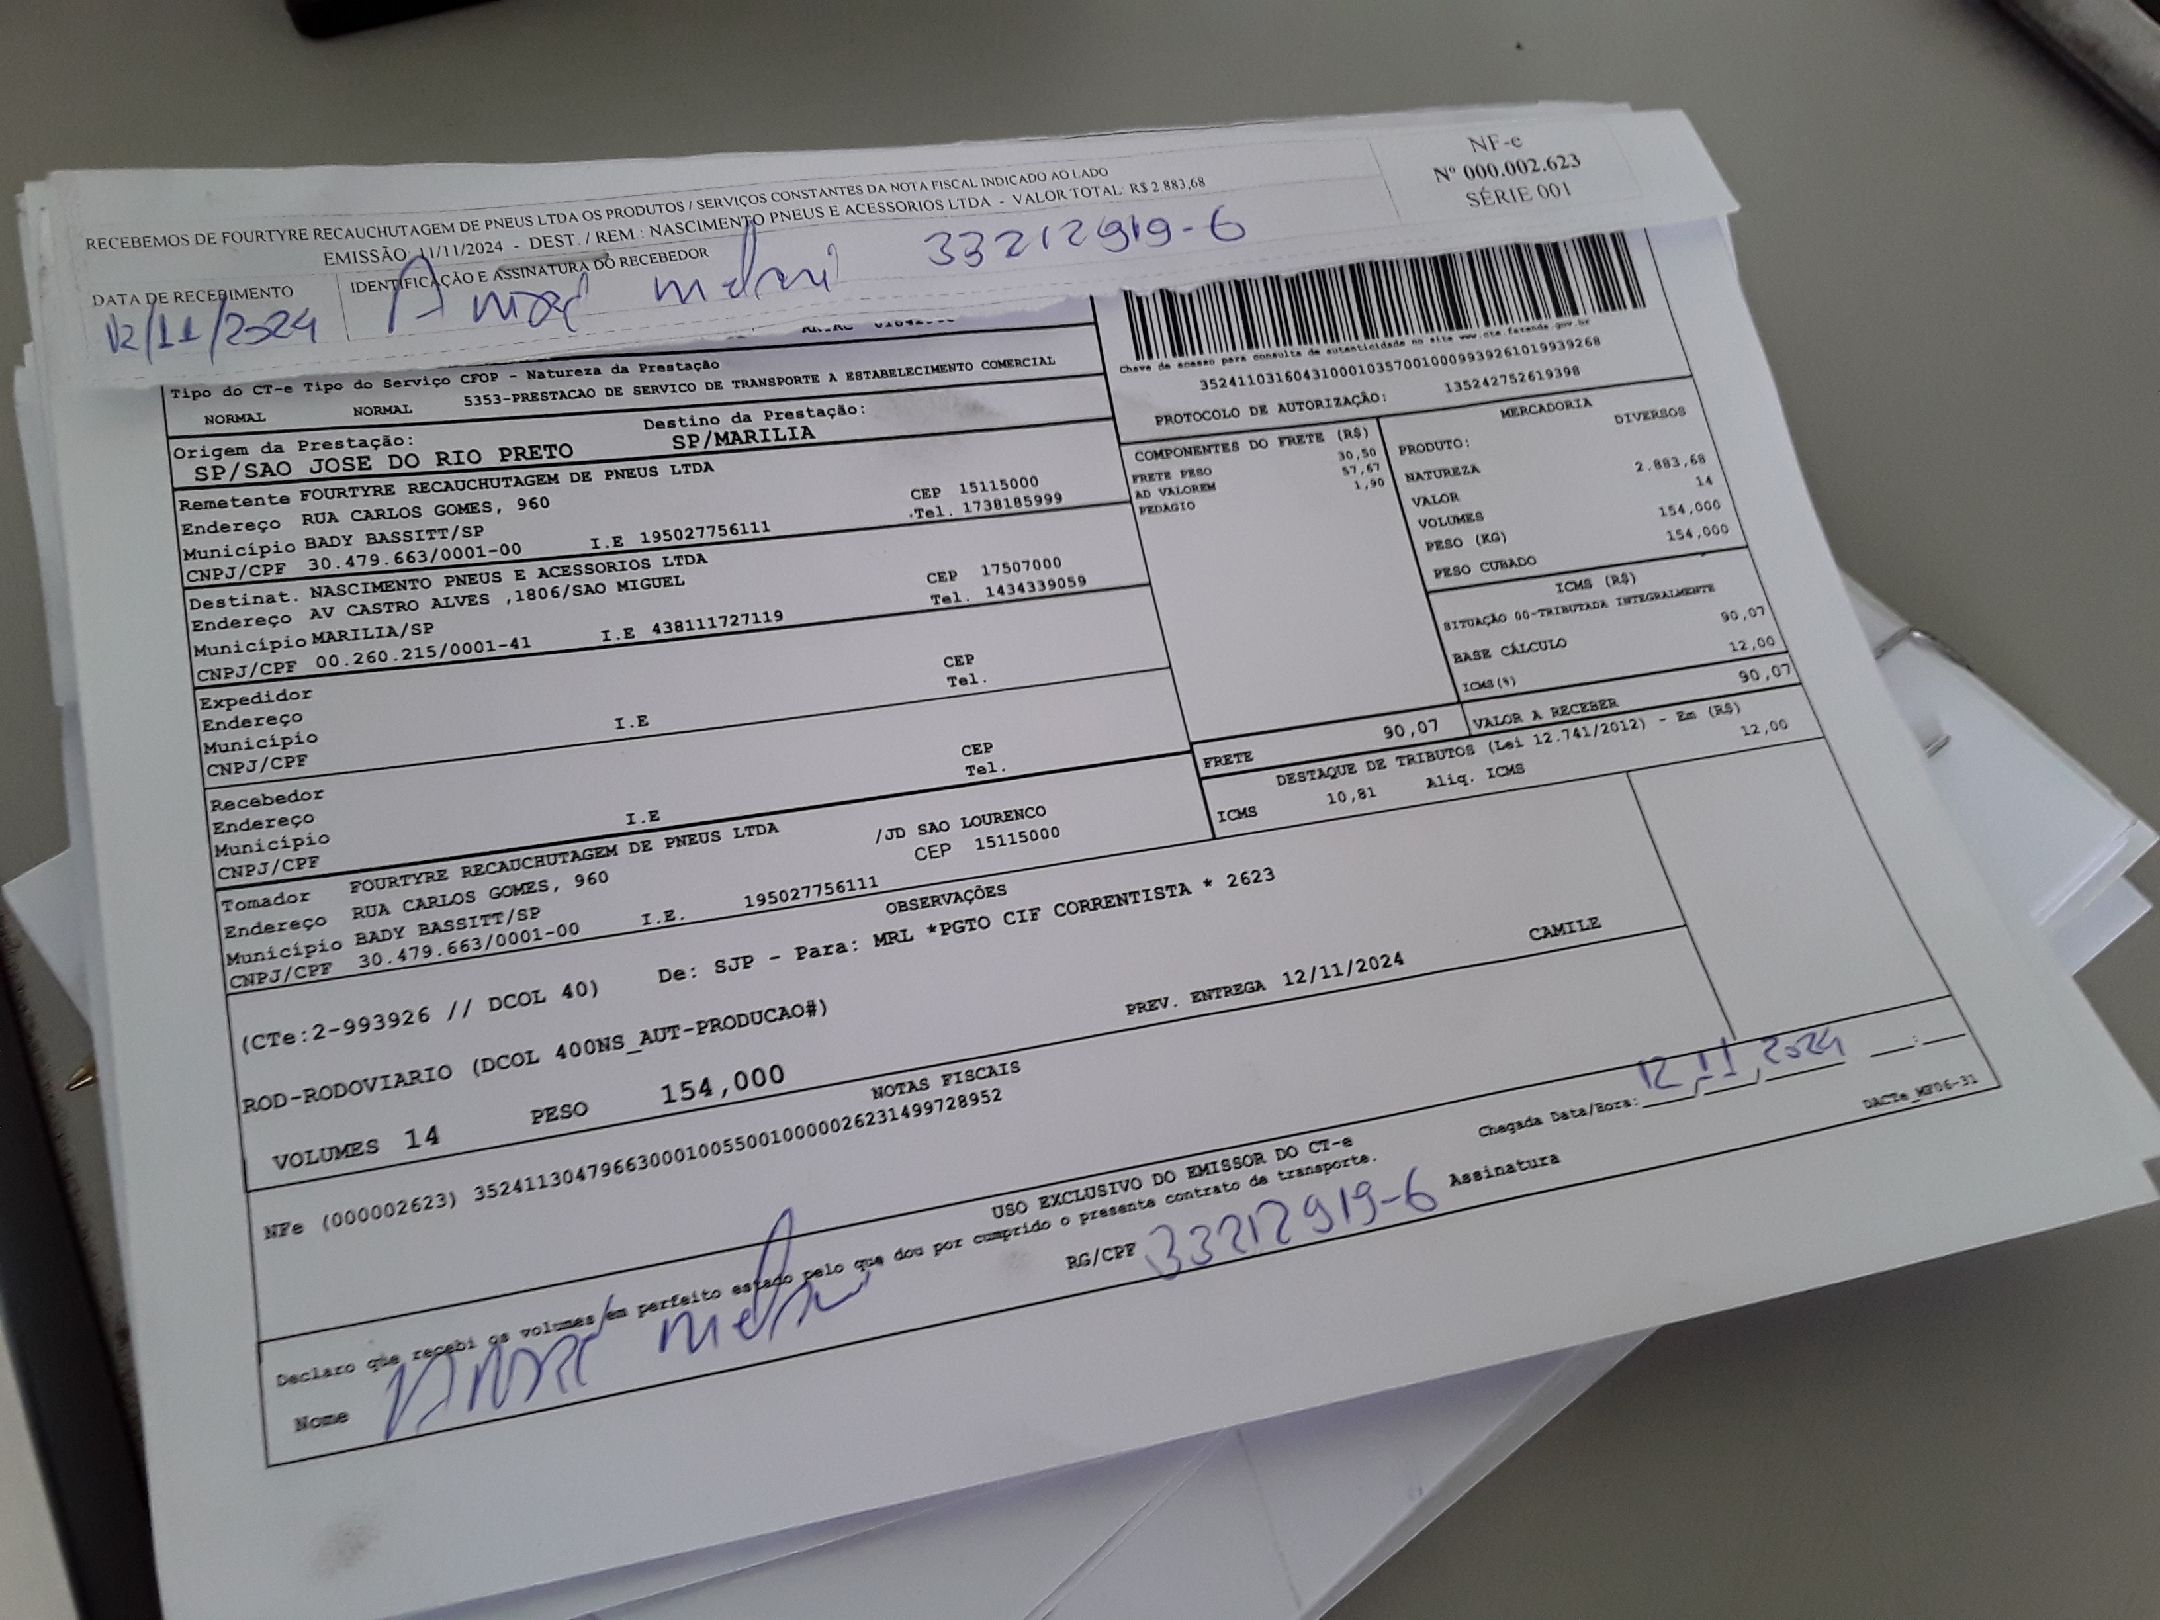 RECEBEMOS DE FOURTYRE RECAUCHUTAGEM DE PNEUS LTDA OS PRODUTOS / SERVIÇOS CONSTANTES DA NOTA FISCAL INDICADO AO LADO
EMISSÃO: 11/11/2024 - DEST. / REM.: NASCIMENTO PNEUS E ACESSORIOS LTDA - VALOR TOTAL: R$ 2 883,68
NF-e
Nº 000.002.623
SÉRIE 001
DATA DE RECEBIMENTO
12/11/2024
IDENTIFICAÇÃO E ASSINATURA DO RECEBEDOR
33212919-6
Chave de acesso para consulta de autenticidade no site www.cte.fazenda.gov.br
35241103160431000103570010009939261019939268
PROTOCOLO DE AUTORIZAÇÃO: 135242752619398
Tipo do CT-e Tipo do Serviço CFOP - Natureza da Prestação
NORMAL NORMAL 5353-PRESTACAO DE SERVICO DE TRANSPORTE A ESTABELECIMENTO COMERCIAL
Origem da Prestação: Destino da Prestação:
SP/SAO JOSE DO RIO PRETO SP/MARILIA
Remetente FOURTYRE RECAUCHUTAGEM DE PNEUS LTDA
Endereço RUA CARLOS GOMES, 960 CEP 15115000
Município BADY BASSITT/SP Tel. 1738185999
CNPJ/CPF 30.479.663/0001-00 I.E 195027756111
Destinat. NASCIMENTO PNEUS E ACESSORIOS LTDA
Endereço AV CASTRO ALVES ,1806/SAO MIGUEL CEP 17507000
Município MARILIA/SP Tel. 1434339059
CNPJ/CPF 00.260.215/0001-41 I.E 438111727119
Expedidor
Endereço CEP
Município Tel.
CNPJ/CPF I.E
Recebedor
Endereço CEP
Município Tel.
CNPJ/CPF I.E
Tomador FOURTYRE RECAUCHUTAGEM DE PNEUS LTDA
Endereço RUA CARLOS GOMES, 960 /JD SAO LOURENCO
Município BADY BASSITT/SP CEP 15115000
CNPJ/CPF 30.479.663/0001-00 I.E. 195027756111
COMPONENTES DO FRETE (R$)
FRETE PESO 30,50
AD VALOREM 57,67
PEDAGIO 1,90
FRETE 90,07
MERCADORIA
PRODUTO: DIVERSOS
NATUREZA
VALOR 2.883,68
VOLUMES 14
PESO (KG) 154,000
PESO CUBADO 154,000
ICMS (R$)
SITUAÇÃO 00-TRIBUTADA INTEGRALMENTE
BASE CÁLCULO 90,07
ICMS(%) 12,00
VALOR A RECEBER 90,07
DESTAQUE DE TRIBUTOS (Lei 12.741/2012) - Em (R$)
ICMS 10,81 Aliq. ICMS 12,00
OBSERVAÇÕES
(CTe:2-993926 // DCOL 40) De: SJP - Para: MRL *PGTO CIF CORRENTISTA * 2623
ROD-RODOVIARIO (DCOL 400NS_AUT-PRODUCAO#) PREV. ENTREGA 12/11/2024 CAMILE
VOLUMES 14 PESO 154,000
NOTAS FISCAIS
NFe (000002623) 35241130479663000100550010000026231499728952
USO EXCLUSIVO DO EMISSOR DO CT-e
Declaro que recebi os volumes em perfeito estado pelo que dou por cumprido o presente contrato de transporte.
Chegada Data/Hora: 12/11/2024 __:__
Nome RG/CPF 33212919-6 Assinatura
DACTe_MF06-31